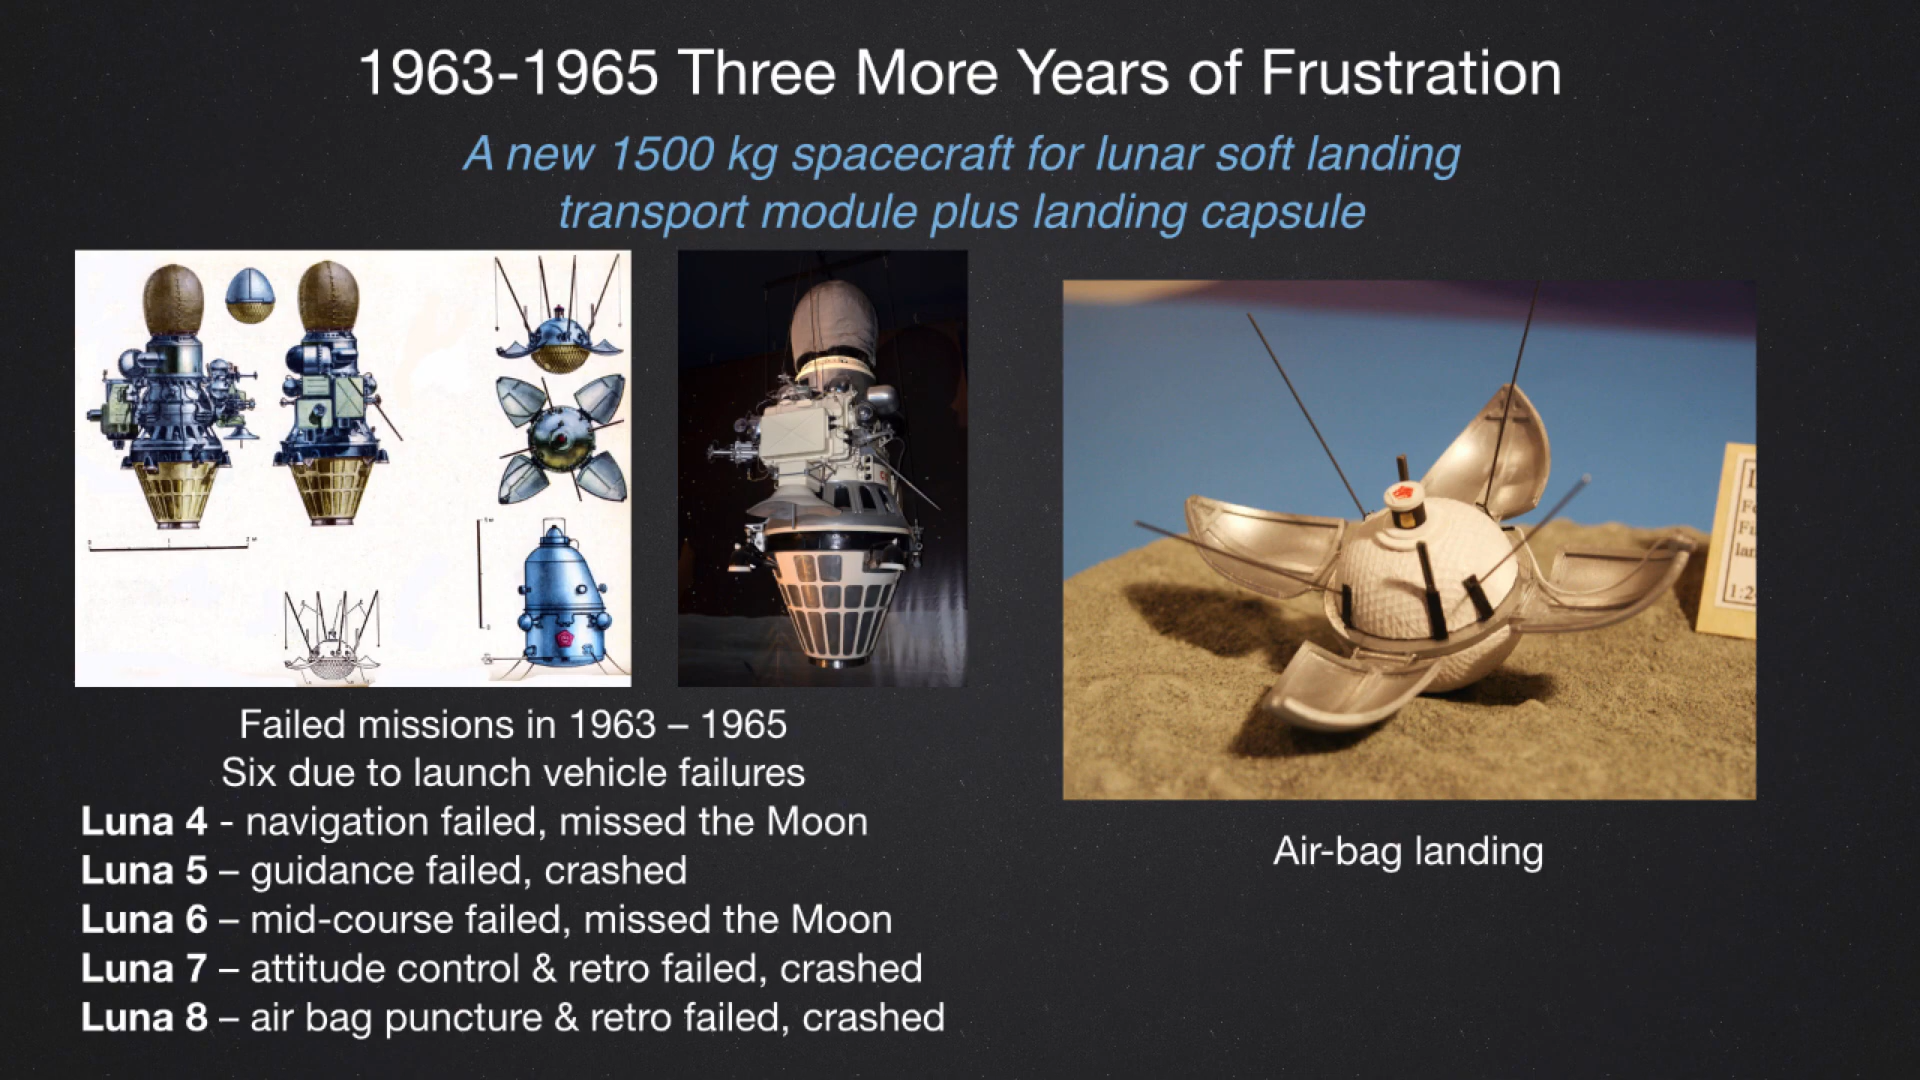 1963-1965 Three More Years of Frustration
A new 1500 kg spacecraft for lunar soft landing
transport module plus landing capsule
Failed missions in 1963 – 1965
Six due to launch vehicle failures
Luna 4 - navigation failed, missed the Moon
Luna 5 – guidance failed, crashed
Luna 6 – mid-course failed, missed the Moon
Luna 7 – attitude control & retro failed, crashed
Luna 8 – air bag puncture & retro failed, crashed
Air-bag landing